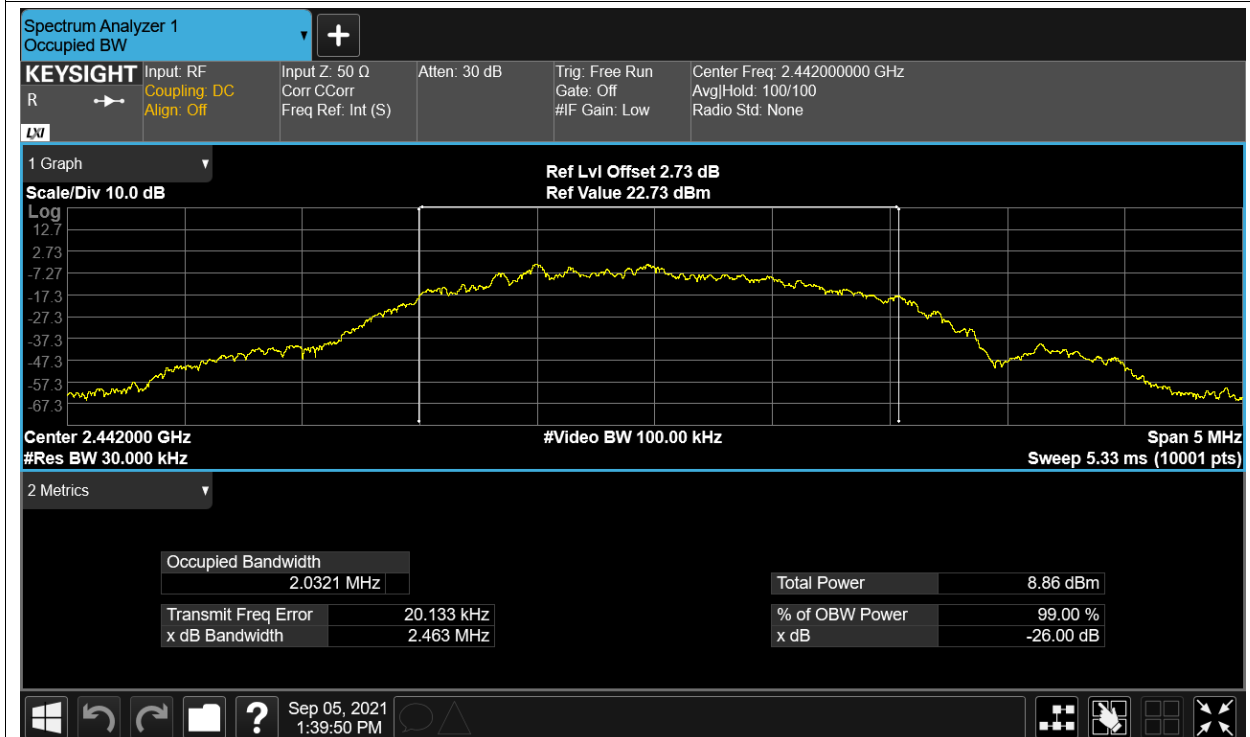 Spectrum Analyzer 1
Occupied BW
KEYSIGHT
R
LXI
Input: RF
Coupling: DC
Align: Off
Input Z: 50 Ω
Corr CCorr
Freq Ref: Int (S)
Atten: 30 dB
Trig: Free Run
Gate: Off
#IF Gain: Low
Center Freq: 2.442000000 GHz
Avg|Hold: 100/100
Radio Std: None
1 Graph
Scale/Div 10.0 dB
Ref Lvl Offset 2.73 dB
Ref Value 22.73 dBm
Log
12.7
2.73
-7.27
-17.3
-27.3
-37.3
-47.3
-57.3
-67.3
Center 2.442000 GHz
#Res BW 30.000 kHz
#Video BW 100.00 kHz
Span 5 MHz
Sweep 5.33 ms (10001 pts)
2 Metrics
Occupied Bandwidth
2.0321 MHz
Transmit Freq Error 20.133 kHz
x dB Bandwidth 2.463 MHz
Total Power 8.86 dBm
% of OBW Power 99.00 %
x dB -26.00 dB
?
Sep 05, 2021
1:39:50 PM